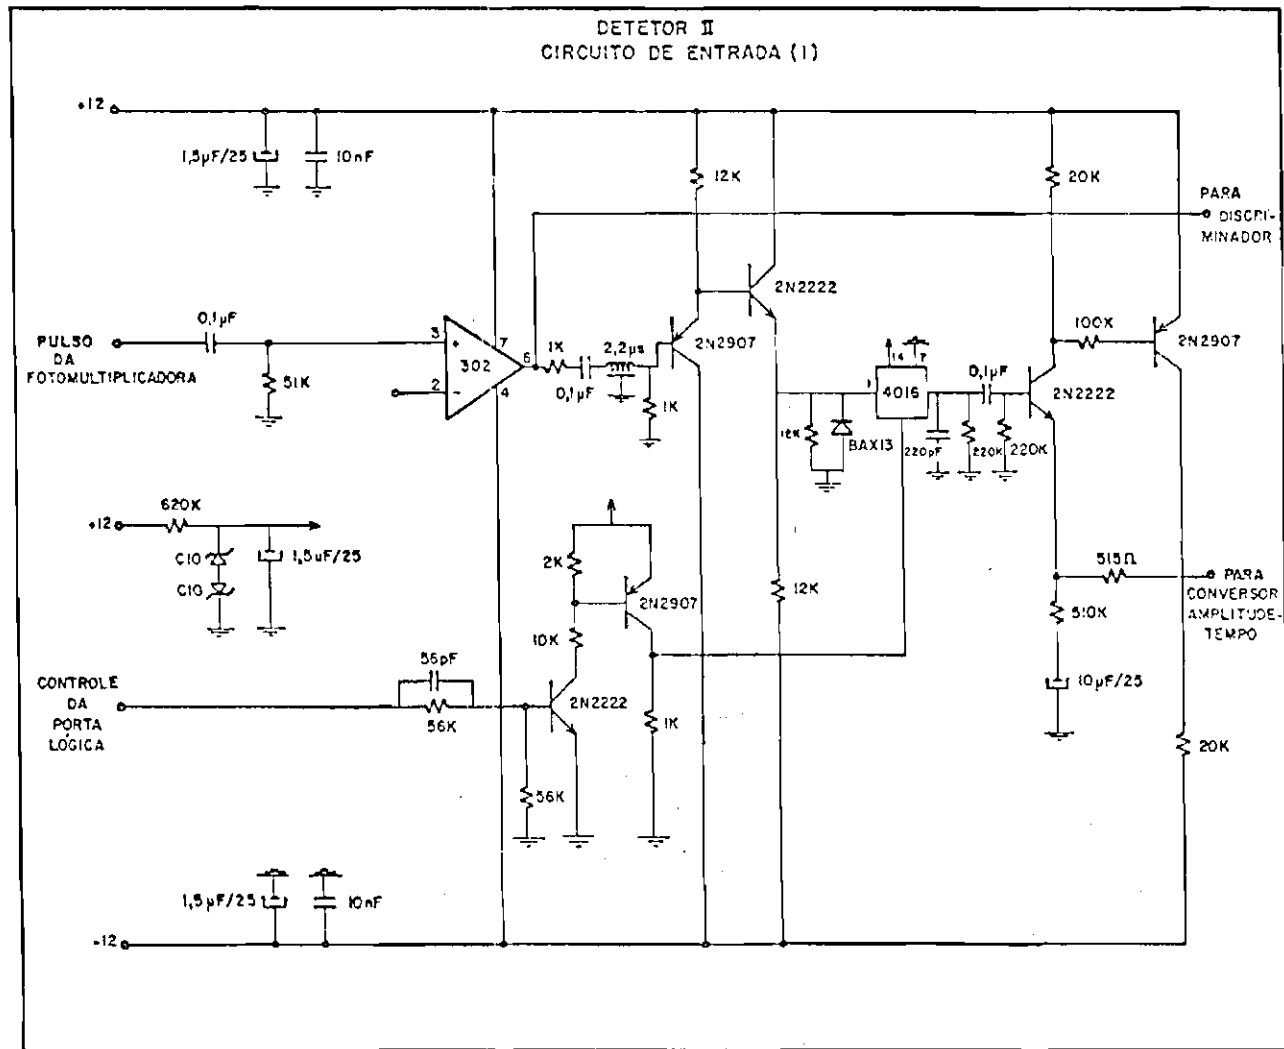 DETETOR II
CIRCUITO DE ENTRADA (I)
+12
1,5µF/25
10nF
12K
20K
PARA
DISCRI-
MINADOR
2N2222
0,1µF
PULSO
DA
FOTOMULTIPLICADORA
51K
3
+
7
302
6
2
-
4
1K
0,1µF
2,2µs
1K
2N2907
14
7
1
4016
12K
BAX13
220pF
220K
0,1µF
220K
2N2222
100K
2N2907
620K
+12
C10
C10
1,5uF/25
2K
2N2907
10K
12K
515Ω
PARA
CONVERSOR
AMPLITUDE-
TEMPO
510K
10µF/25
CONTROLE
DA
PORTA
LÓGICA
56pF
56K
2N2222
1K
56K
20K
1,5µF/25
10nF
-12